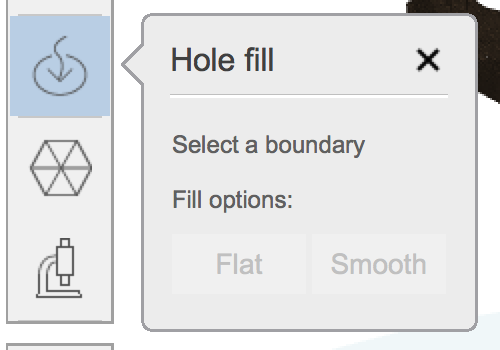 Hole fill
Select a boundary
Fill options:
Flat Smooth